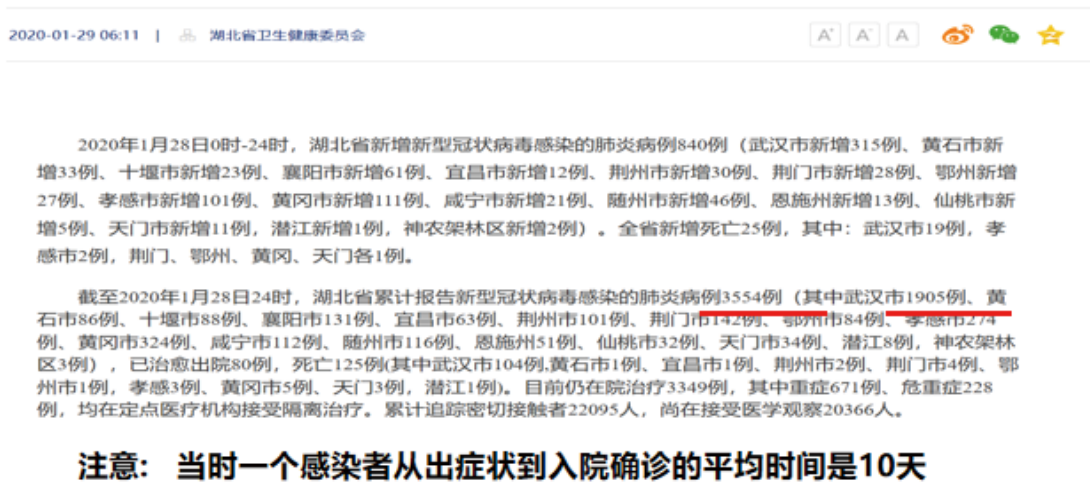 2020-01-29 06:11 | 湖北省卫生健康委员会 A+ A- A
2020年1月28日0时-24时，湖北省新增新型冠状病毒感染的肺炎病例840例（武汉市新增315例、黄石市新
增33例、十堰市新增23例、襄阳市新增61例、宜昌市新增12例、荆州市新增30例、荆门市新增28例、鄂州新增
27例、孝感市新增101例、黄冈市新增111例、咸宁市新增21例、随州市新增46例、恩施州新增13例、仙桃市新
增5例、天门市新增11例，潜江新增1例，神农架林区新增2例）。全省新增死亡25例，其中：武汉市19例，孝
感市2例，荆门、鄂州、黄冈、天门各1例。
截至2020年1月28日24时，湖北省累计报告新型冠状病毒感染的肺炎病例3554例（其中武汉市1905例、黄
石市86例、十堰市88例、襄阳市131例、宜昌市63例、荆州市101例、荆门市142例、鄂州市84例、孝感市274
例、黄冈市324例、咸宁市112例、随州市116例、恩施州51例、仙桃市32例、天门市34例、潜江8例，神农架林
区3例），已治愈出院80例，死亡125例(其中武汉市104例,黄石市1例、宜昌市1例、荆州市2例、荆门市4例、鄂
州市1例，孝感3例、黄冈市5例、天门3例，潜江1例)。目前仍在院治疗3349例，其中重症671例、危重症228
例，均在定点医疗机构接受隔离治疗。累计追踪密切接触者22095人，尚在接受医学观察20366人。
注意： 当时一个感染者从出症状到入院确诊的平均时间是10天